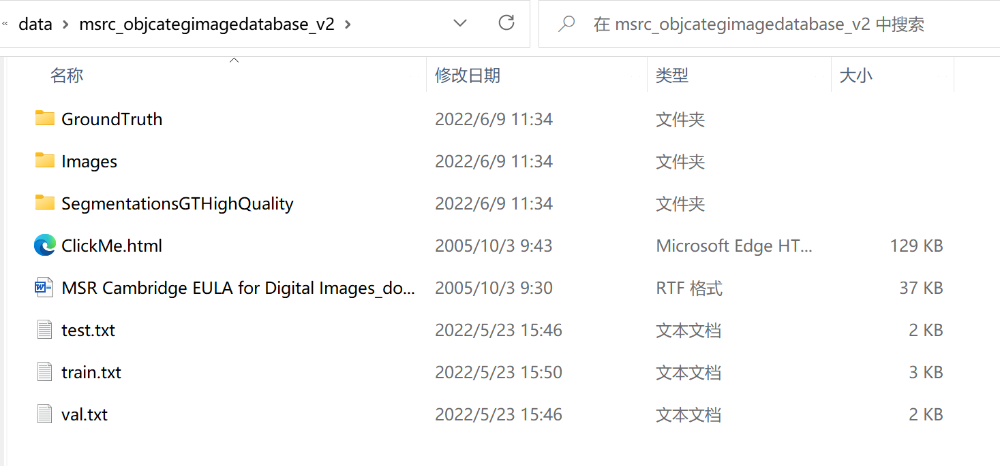 « data > msrc_objcategimagedatabase_v2 > 在 msrc_objcategimagedatabase_v2 中搜索
名称 修改日期 类型 大小
GroundTruth 2022/6/9 11:34 文件夹
Images 2022/6/9 11:34 文件夹
SegmentationsGTHighQuality 2022/6/9 11:34 文件夹
ClickMe.html 2005/10/3 9:43 Microsoft Edge HT... 129 KB
MSR Cambridge EULA for Digital Images_do... 2005/10/3 9:30 RTF 格式 37 KB
test.txt 2022/5/23 15:46 文本文档 2 KB
train.txt 2022/5/23 15:50 文本文档 3 KB
val.txt 2022/5/23 15:46 文本文档 2 KB